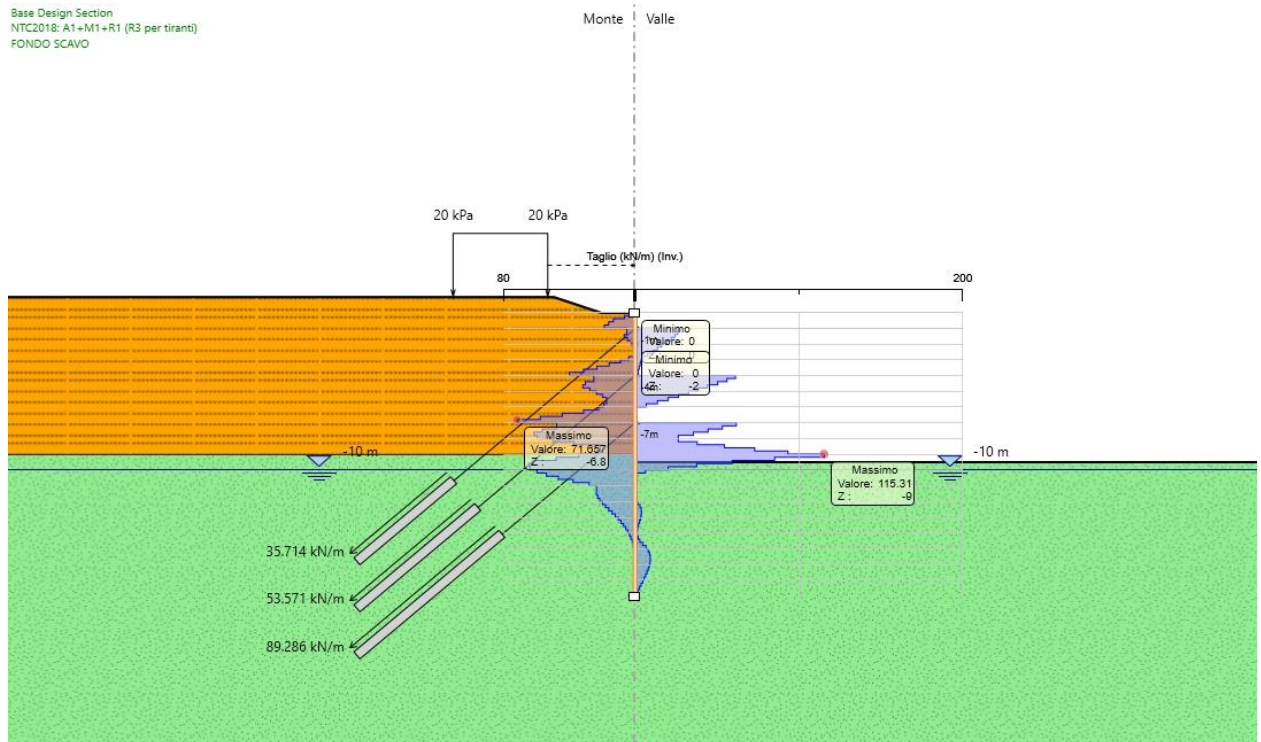 Base Design Section
NTC2018: A1+M1+R1 (R3 per tiranti)
FONDO SCAVO
Monte
Valle
20 kPa
20 kPa
Taglio (kN/m) (Inv.)
80
200
Minimo
Valore: 0
-1m
Minimo
Valore: 0
Z : -2
-4m
-7m
Massimo
Valore: 71.657
Z : -6.8
-10 m
-10 m
Massimo
Valore: 115.31
Z : -9
35.714 kN/m
53.571 kN/m
89.286 kN/m